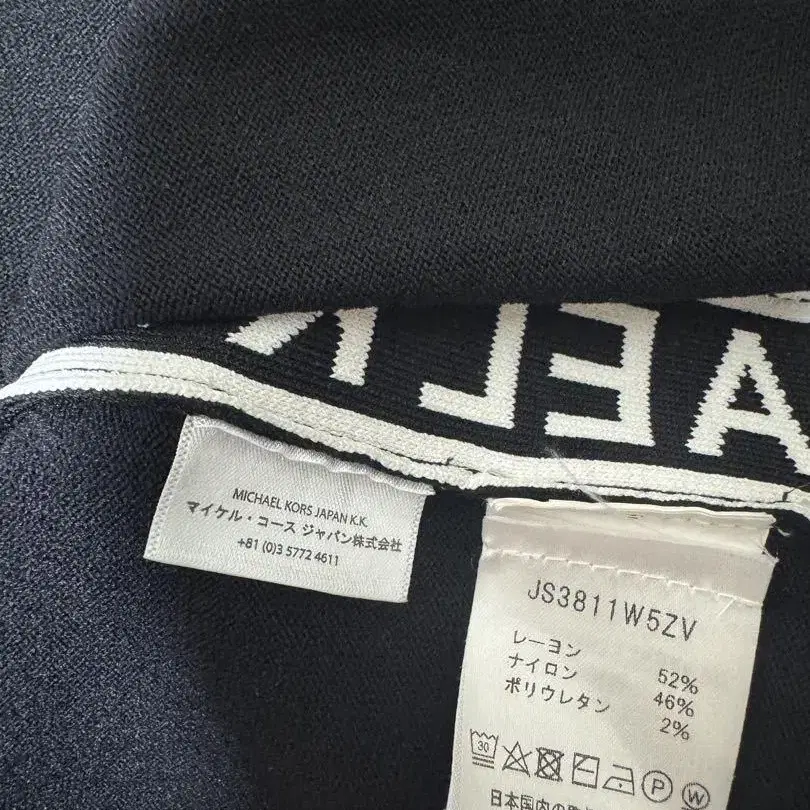 AEL K
MICHAEL KORS JAPAN K.K.
マイケル・コース ジャパン株式会社
+81 (0)3 5772 4611
JS3811W5ZV
レーヨン 52%
ナイロン 46%
ポリウレタン 2%
30 P W
日本国内の